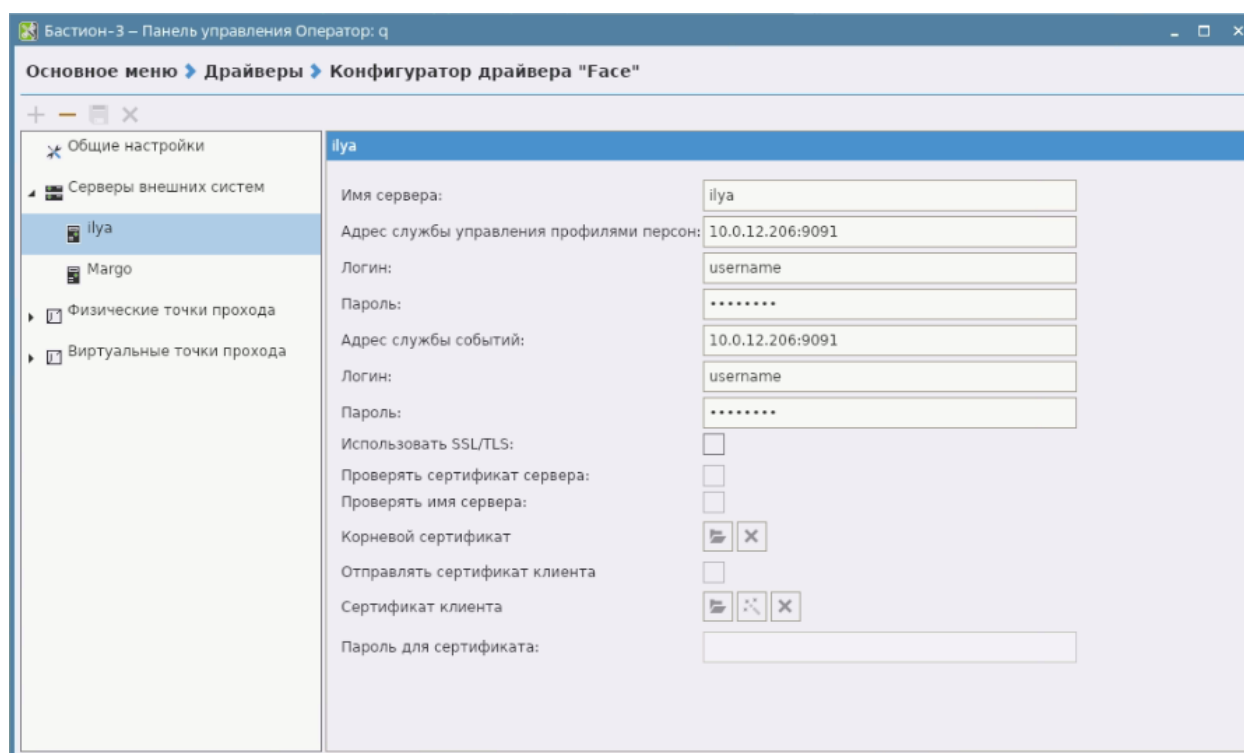 Бастион-3 – Панель управления Оператор: q
Основное меню Драйверы Конфигуратор драйвера "Face"
Общие настройки
Серверы внешних систем
ilya
Margo
Физические точки прохода
Виртуальные точки прохода
ilya
Имя сервера: ilya
Адрес службы управления профилями персон: 10.0.12.206:9091
Логин: username
Пароль: ••••••••
Адрес службы событий: 10.0.12.206:9091
Логин: username
Пароль: ••••••••
Использовать SSL/TLS:
Проверять сертификат сервера:
Проверять имя сервера:
Корневой сертификат
Отправлять сертификат клиента
Сертификат клиента
Пароль для сертификата: